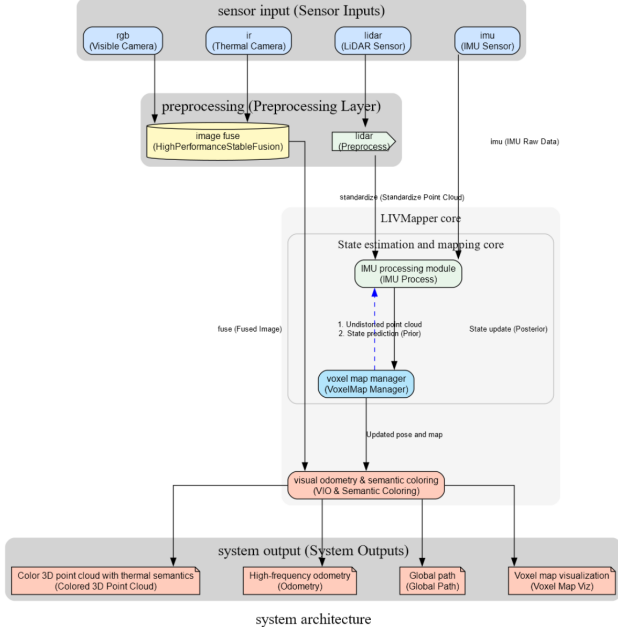 sensor input (Sensor Inputs)
rgb
(Visible Camera)
ir
(Thermal Camera)
lidar
(LiDAR Sensor)
imu
(IMU Sensor)
preprocessing (Preprocessing Layer)
image fuse
(HighPerformanceStableFusion)
lidar
(Preprocess)
imu (IMU Raw Data)
standardize (Standardize Point Cloud)
LIVMapper core
State estimation and mapping core
IMU processing module
(IMU Process)
fuse (Fused Image)
1. Undistorted point cloud
2. State prediction (Prior)
State update (Posterior)
voxel map manager
(VoxelMap Manager)
Updated pose and map
visual odometry & semantic coloring
(VIO & Semantic Coloring)
system output (System Outputs)
Color 3D point cloud with thermal semantics
(Colored 3D Point Cloud)
High-frequency odometry
(Odometry)
Global path
(Global Path)
Voxel map visualization
(Voxel Map Viz)
system architecture